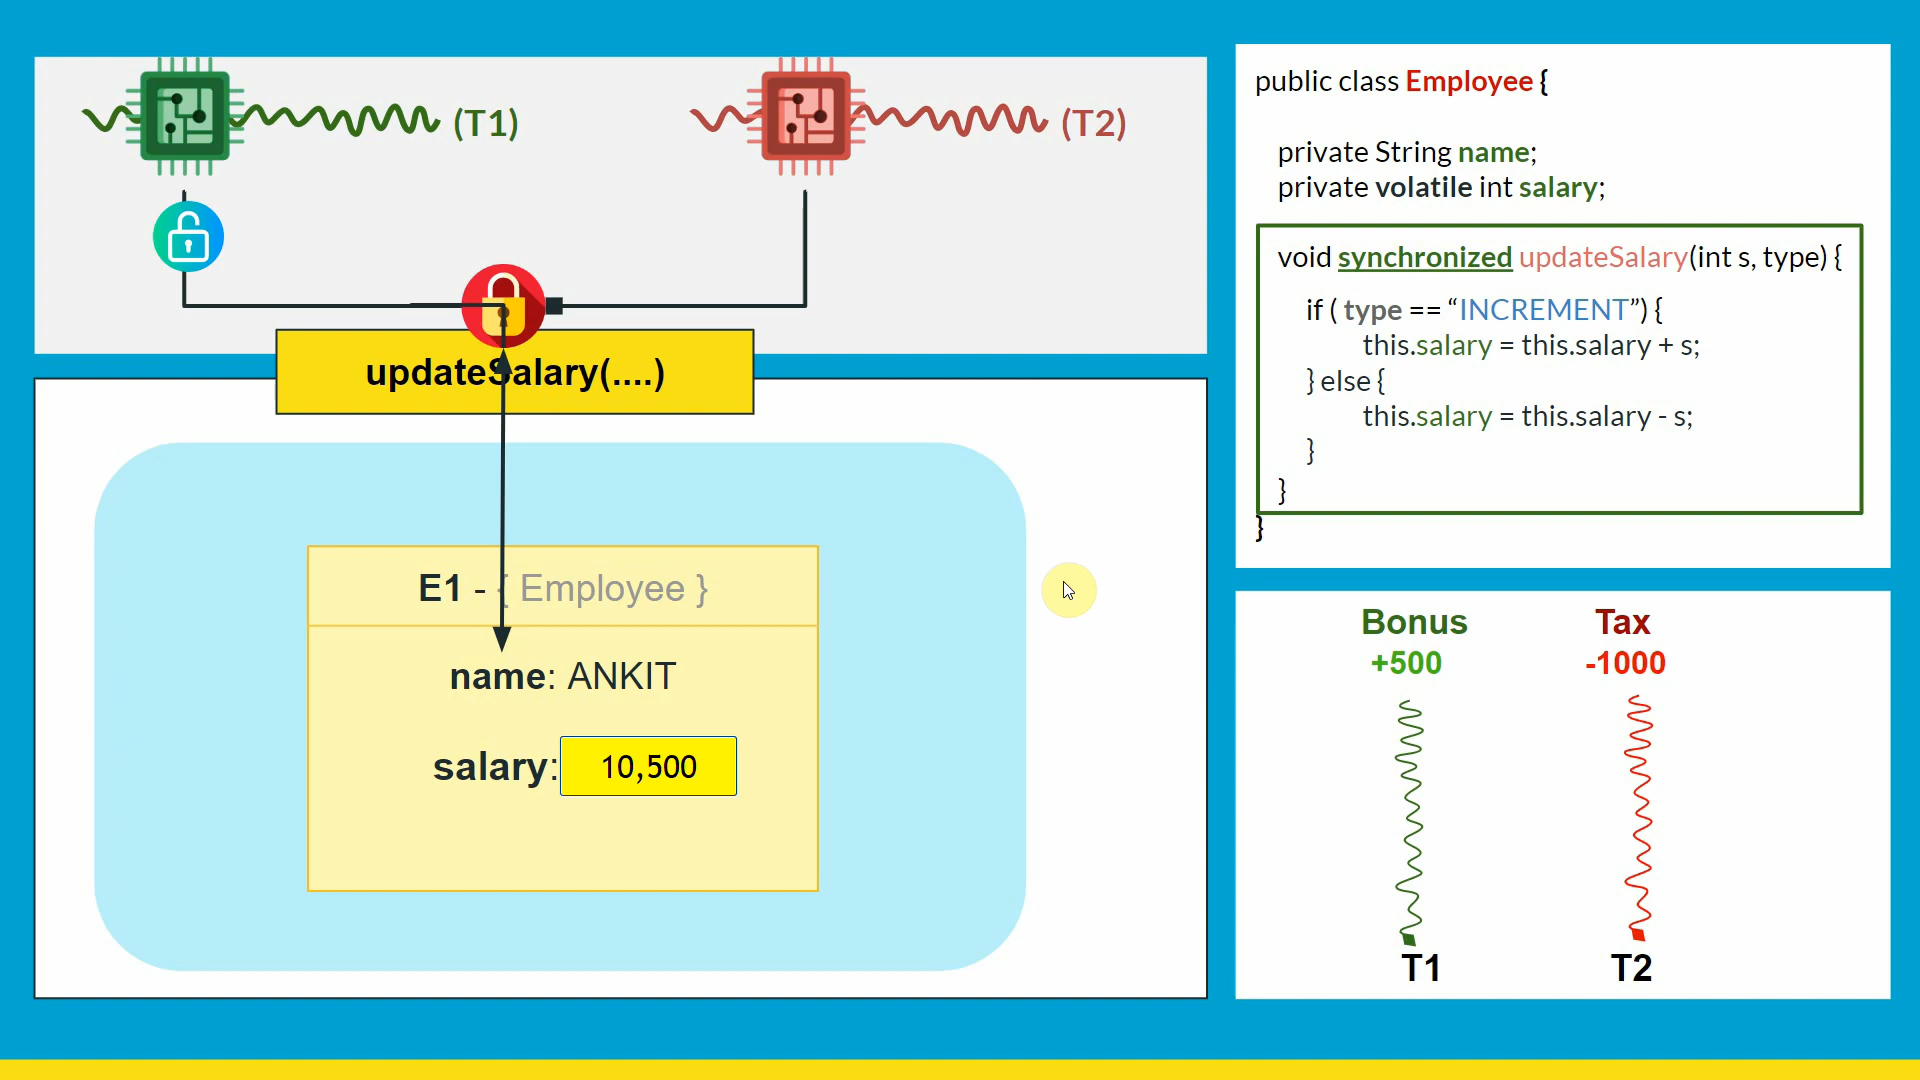 (T1)
(T2)
updateSalary(....)
E1 - { Employee }
name: ANKIT
salary: 10,500
public class Employee {
private String name;
private volatile int salary;
void synchronized updateSalary(int s, type) {
if ( type == “INCREMENT”) {
this.salary = this.salary + s;
} else {
this.salary = this.salary - s;
}
}
}
Bonus
+500
Tax
-1000
T1
T2